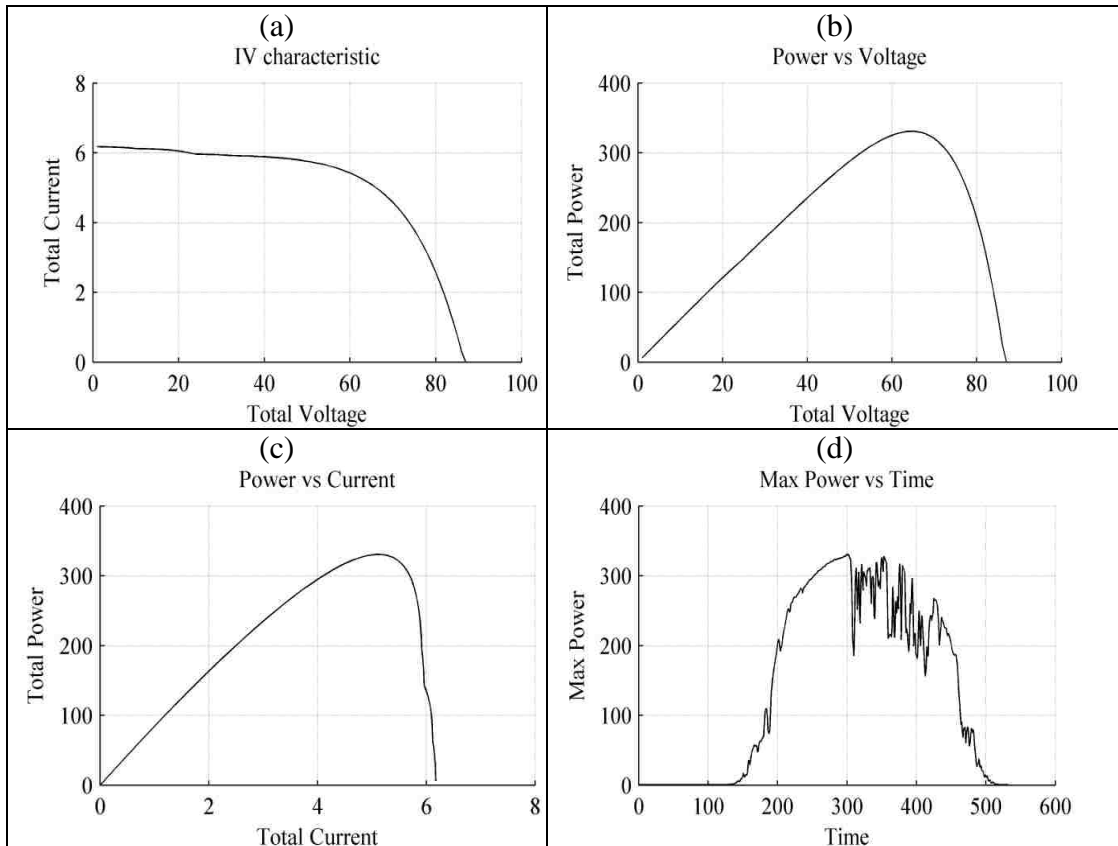 (a)
IV characteristic
8
6
4
2
0
Total Current
0 20 40 60 80 100
Total Voltage
(b)
Power vs Voltage
400
300
200
100
0
Total Power
0 20 40 60 80 100
Total Voltage
(c)
Power vs Current
400
300
200
100
0
Total Power
0 2 4 6 8
Total Current
(d)
Max Power vs Time
400
300
200
100
0
Max Power
0 100 200 300 400 500 600
Time